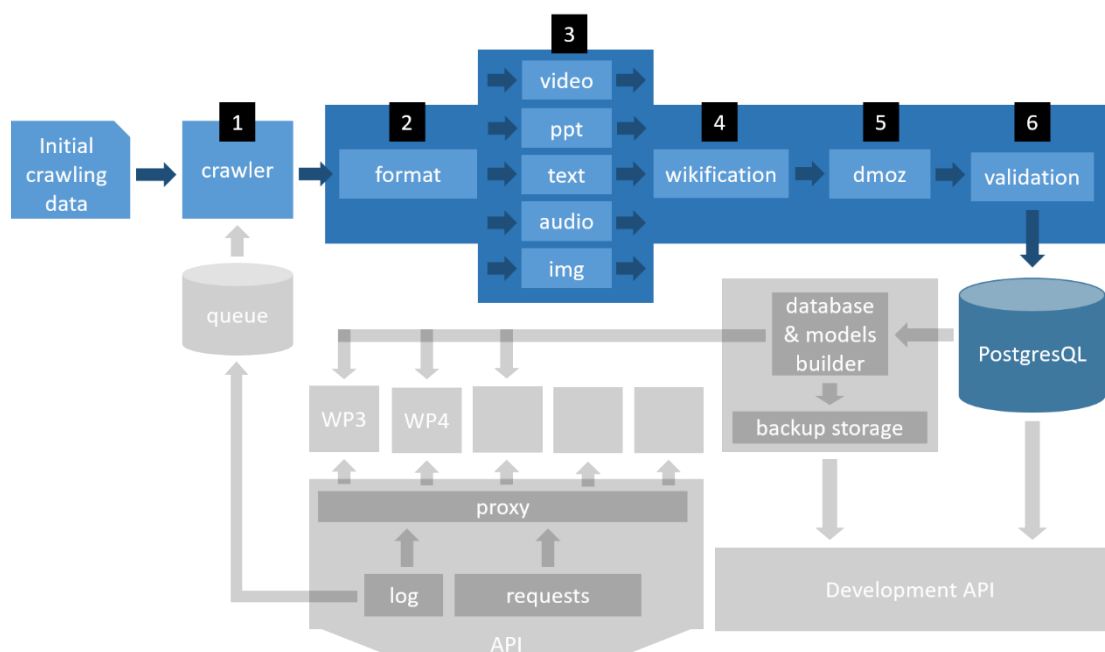 3
video
1
2
4
5
6
ppt
Initial
crawling
data
crawler
format
text
wikification
dmoz
validation
audio
img
queue
database
& models
builder
PostgresQL
WP3
WP4
backup storage
proxy
log
requests
Development API
API